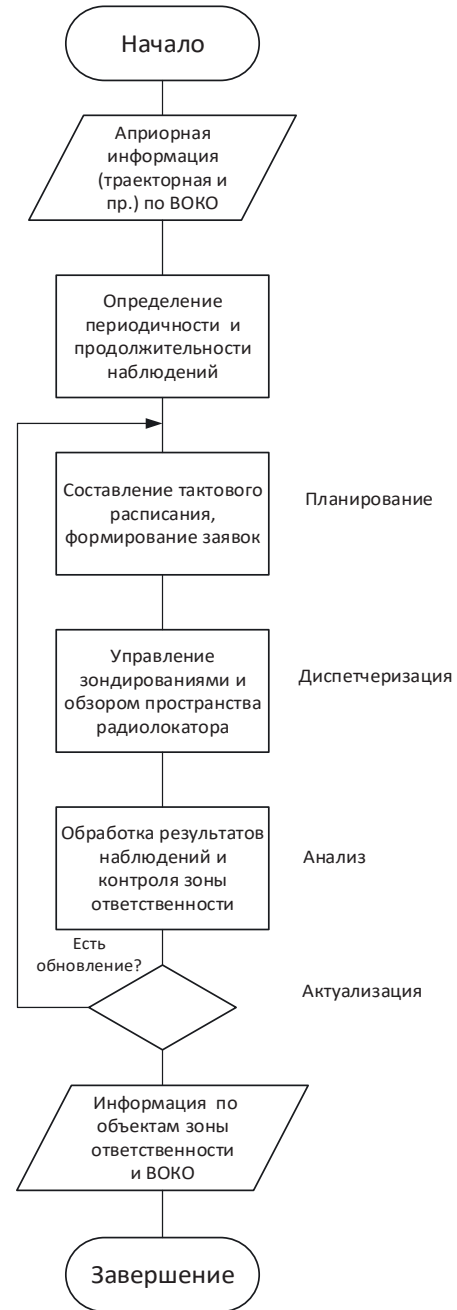 Начало
Априорная
информация
(траекторная и
пр.) по ВОКО
Определение
периодичности и
продолжительности
наблюдений
Составление тактового
расписания,
формирование заявок
Планирование
Управление
зондированиями и
обзором пространства
радиолокатора
Диспетчеризация
Обработка результатов
наблюдений и
контроля зоны
ответственности
Анализ
Есть
обновление?
Актуализация
Информация по
объектам зоны
ответственности
и ВОКО
Завершение